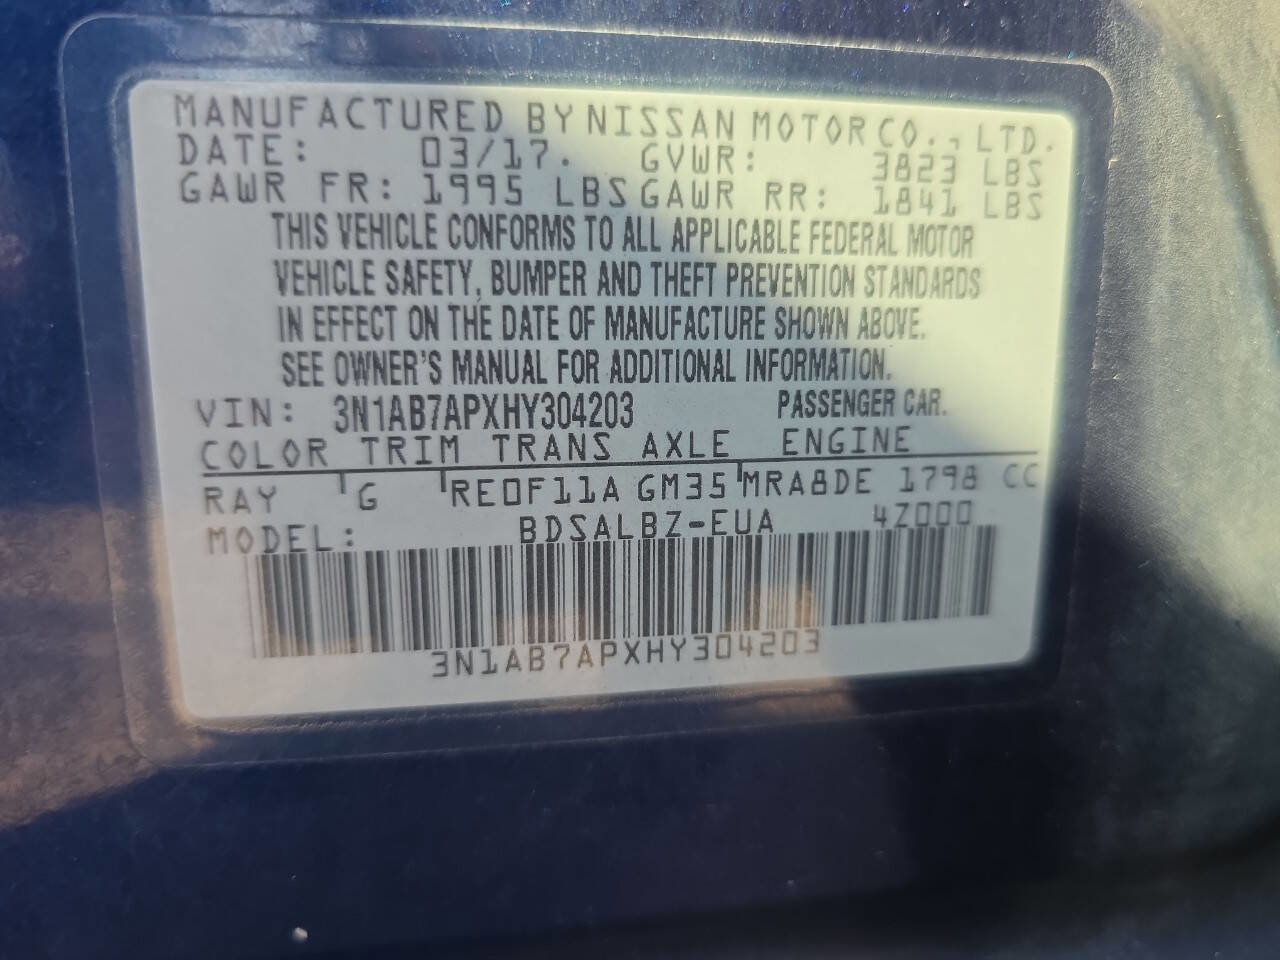 MANUFACTURED BY NISSAN MOTOR CO., LTD.
DATE: 03/17. GVWR: 3823 LBS
GAWR FR: 1995 LBS GAWR RR: 1841 LBS
THIS VEHICLE CONFORMS TO ALL APPLICABLE FEDERAL MOTOR
VEHICLE SAFETY, BUMPER AND THEFT PREVENTION STANDARDS
IN EFFECT ON THE DATE OF MANUFACTURE SHOWN ABOVE.
SEE OWNER'S MANUAL FOR ADDITIONAL INFORMATION.
VIN: 3N1AB7APXHY304203 PASSENGER CAR.
COLOR TRIM TRANS AXLE ENGINE
RAY G RE0F11A GM35 MRA8DE 1798 CC
MODEL: BDSALBZ-EUA 4Z000
3N1AB7APXHY304203